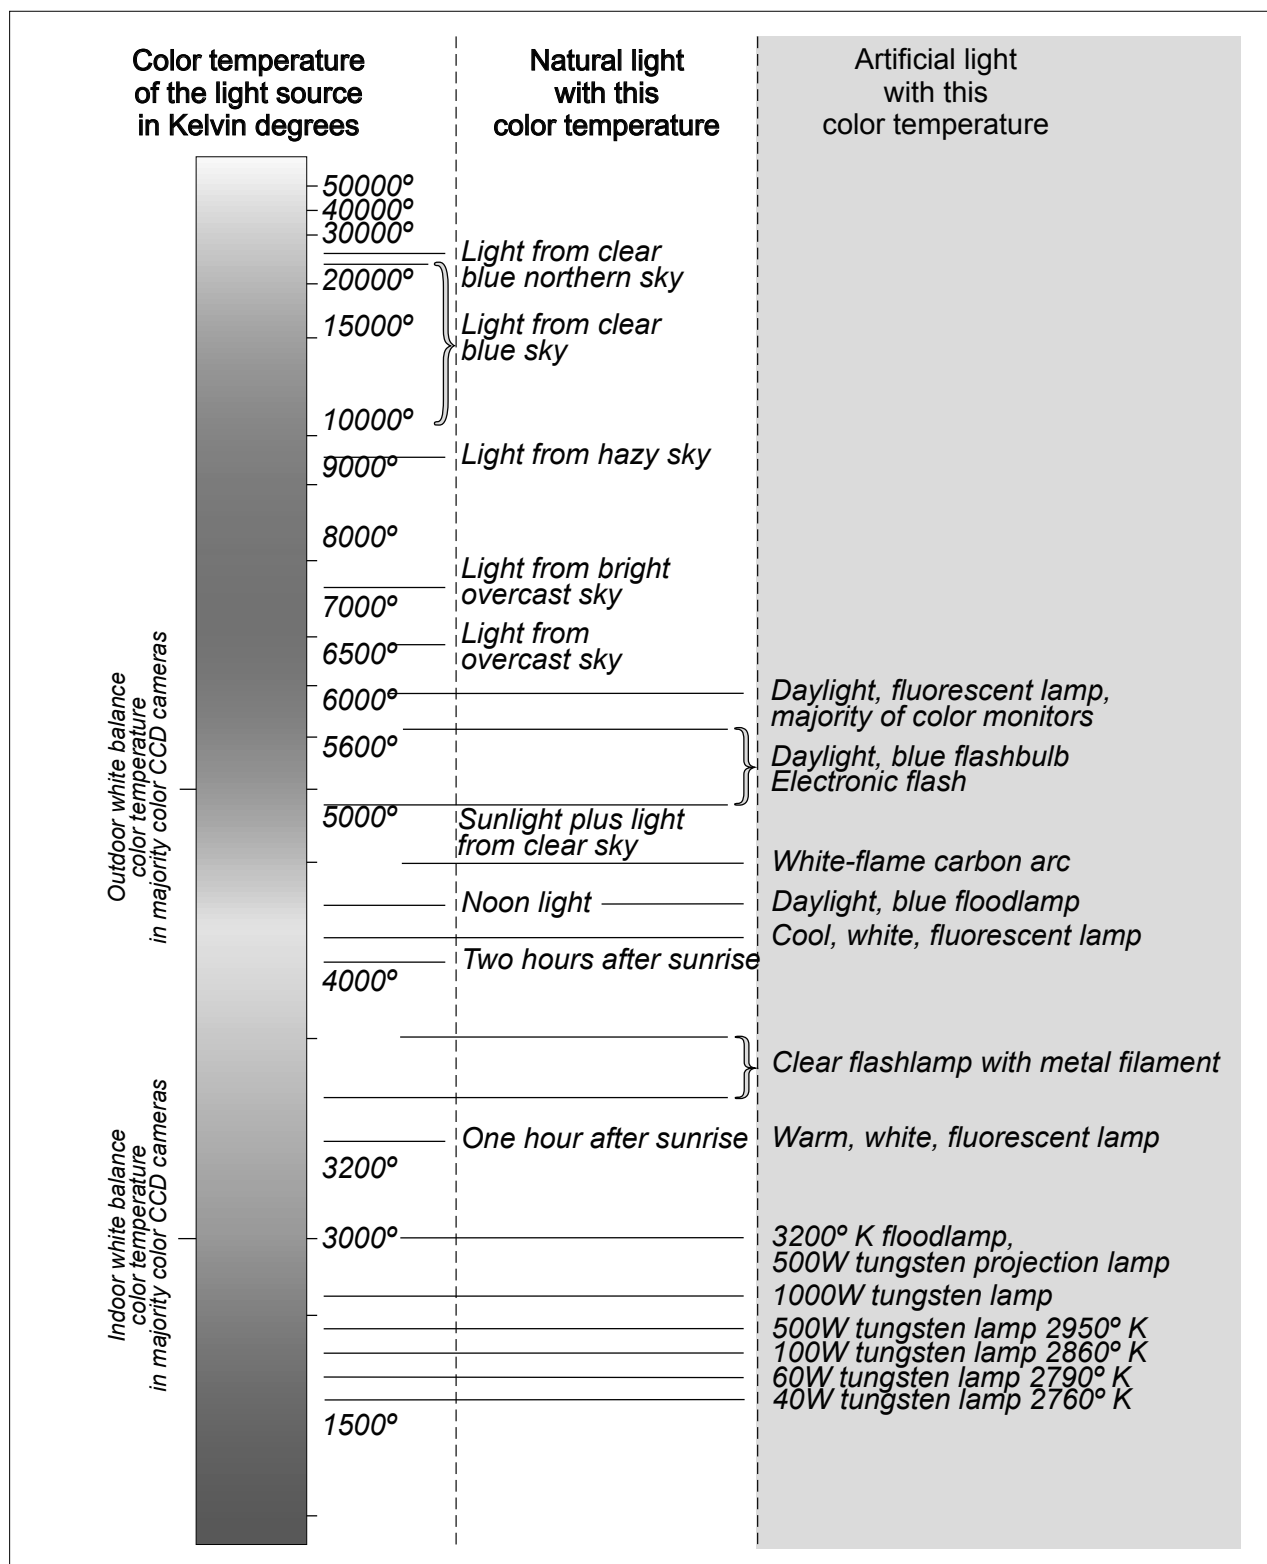 Color temperature
of the light source
in Kelvin degrees
Natural light
with this
color temperature
Artificial light
with this
color temperature
50000º
40000º
30000º
20000º
15000º
10000º
9000º
8000º
7000º
6500º
6000º
5600º
5000º
4000º
3200º
3000º
1500º
Light from clear
blue northern sky
Light from clear
blue sky
Light from hazy sky
Light from bright
overcast sky
Light from
overcast sky
Sunlight plus light
from clear sky
Noon light
Two hours after sunrise
One hour after sunrise
Daylight, fluorescent lamp,
majority of color monitors
Daylight, blue flashbulb
Electronic flash
White-flame carbon arc
Daylight, blue floodlamp
Cool, white, fluorescent lamp
Clear flashlamp with metal filament
Warm, white, fluorescent lamp
3200º K floodlamp,
500W tungsten projection lamp
1000W tungsten lamp
500W tungsten lamp 2950º K
100W tungsten lamp 2860º K
60W tungsten lamp 2790º K
40W tungsten lamp 2760º K
Outdoor white balance
color temperature
in majority color CCD cameras
Indoor white balance
color temperature
in majority color CCD cameras